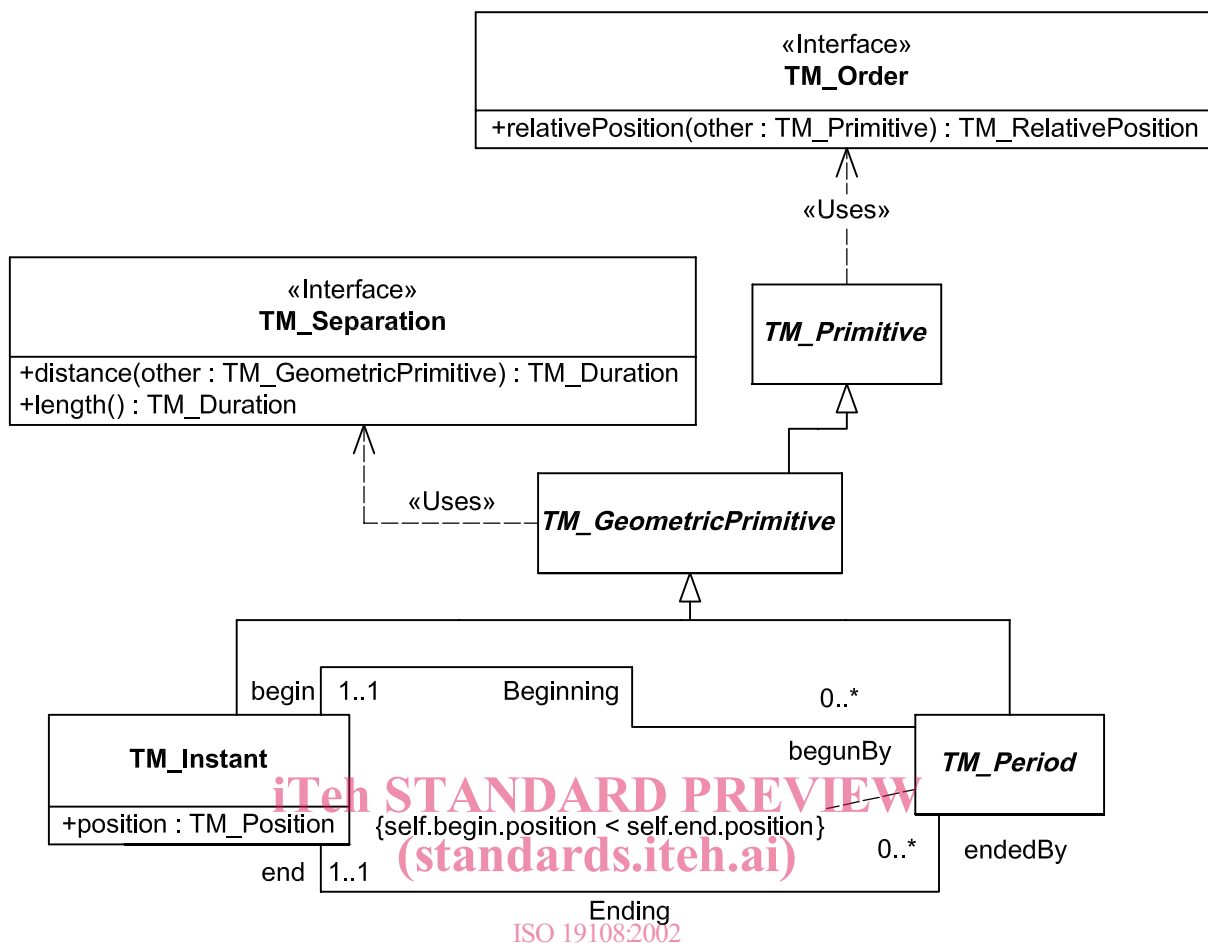 «Interface»
TM_Order
+relativePosition(other : TM_Primitive) : TM_RelativePosition
«Uses»
«Interface»
TM_Separation
+distance(other : TM_GeometricPrimitive) : TM_Duration
+length() : TM_Duration
TM_Primitive
«Uses»
TM_GeometricPrimitive
begin 1..1 Beginning 0..*
TM_Instant
begunBy
TM_Period
+position : TM_Position
iTeh STANDARD PREVIEW
{self.begin.position < self.end.position}
(standards.iteh.ai)
0..* endedBy
end 1..1
Ending
ISO 19108:2002